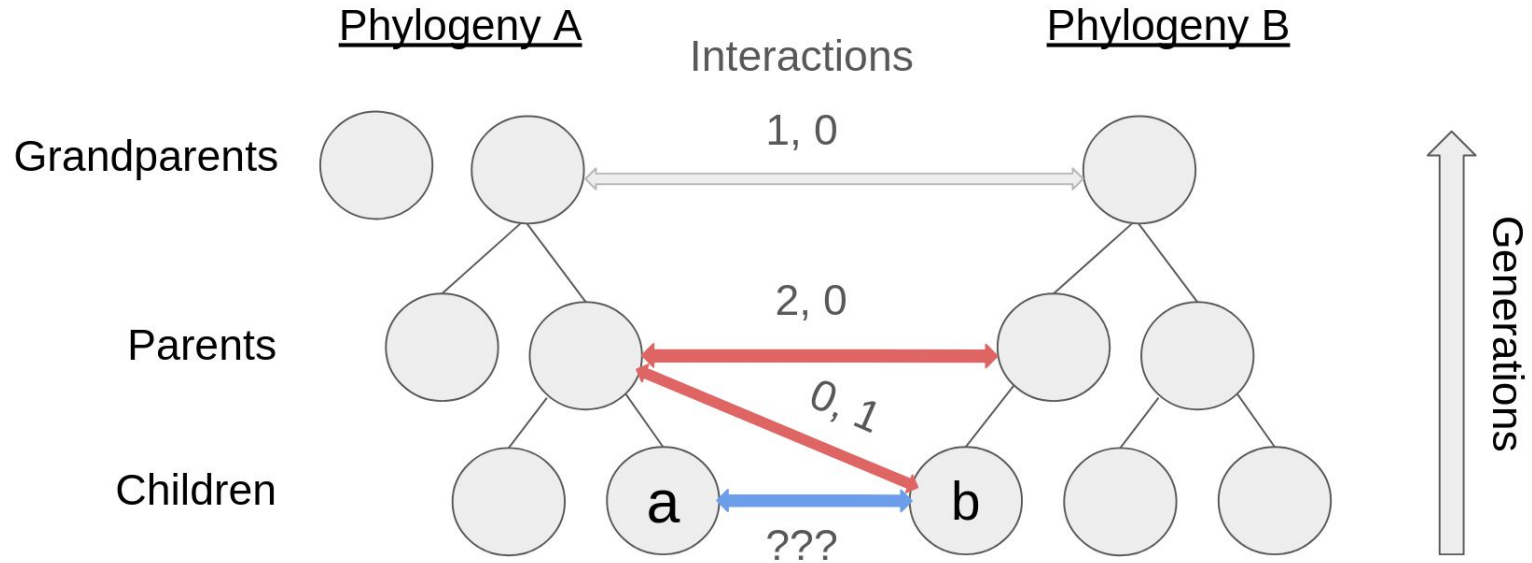 Phylogeny A
Phylogeny B
Interactions
Grandparents
1, 0
Parents
2, 0
0, 1
Children
a
b
???
Generations